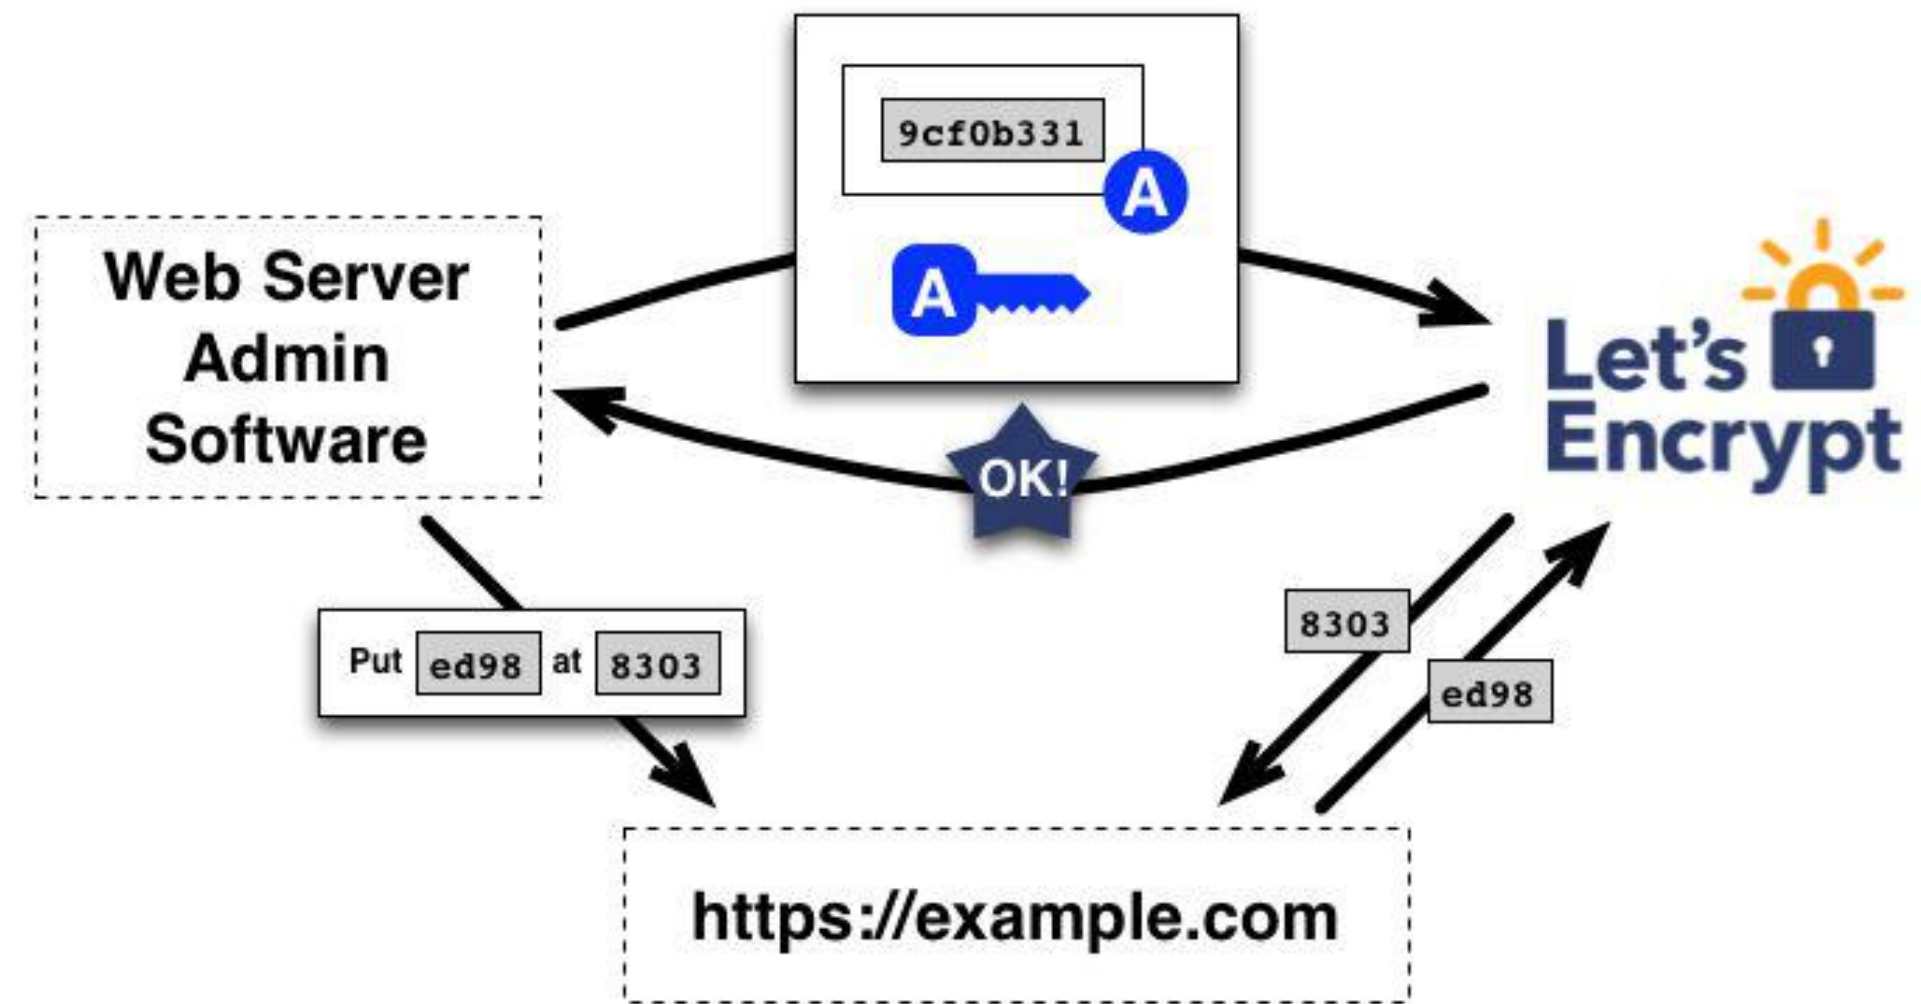 9cf0b331
A
A
Web Server
Admin
Software
Let's
Encrypt
OK!
Put ed98 at 8303
8303
ed98
https://example.com